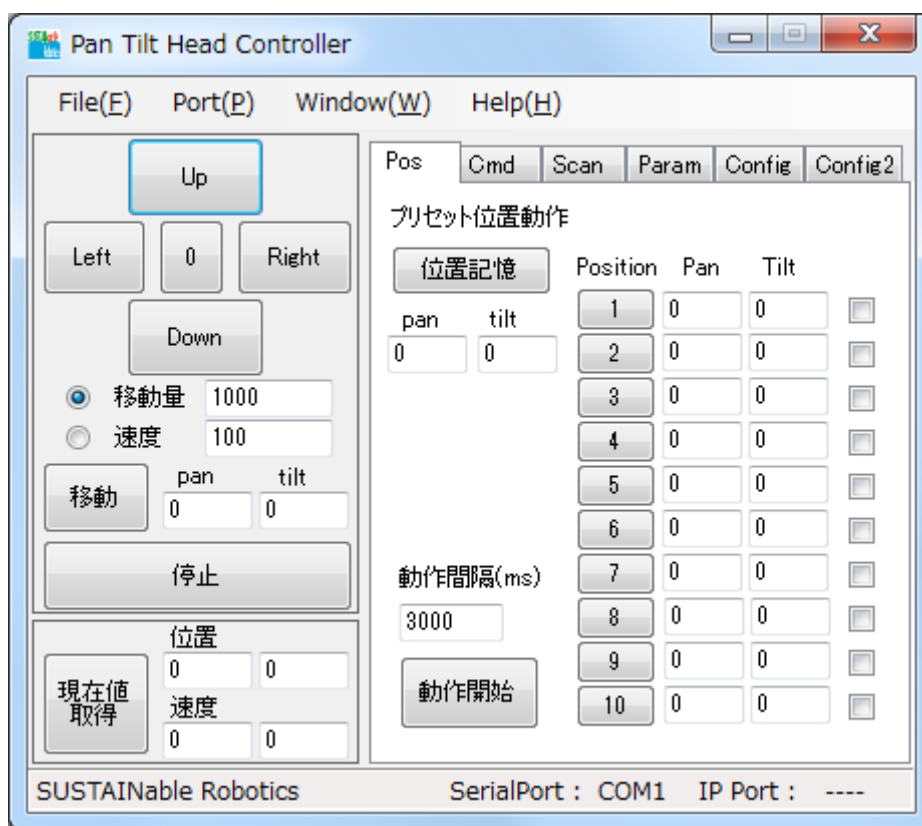 Pan Tilt Head Controller
File(F) Port(P) Window(W) Help(H)
Up
Left 0 Right
Down
移動量 1000
速度 100
pan tilt
移動 0 0
停止
位置
0 0
現在値
取得
速度
0 0
Pos Cmd Scan Param Config Config2
プリセット位置動作
位置記憶
pan tilt
0 0
動作間隔(ms)
3000
動作開始
Position Pan Tilt
1 0 0
2 0 0
3 0 0
4 0 0
5 0 0
6 0 0
7 0 0
8 0 0
9 0 0
10 0 0
SUSTAINable Robotics SerialPort : COM1 IP Port : ----